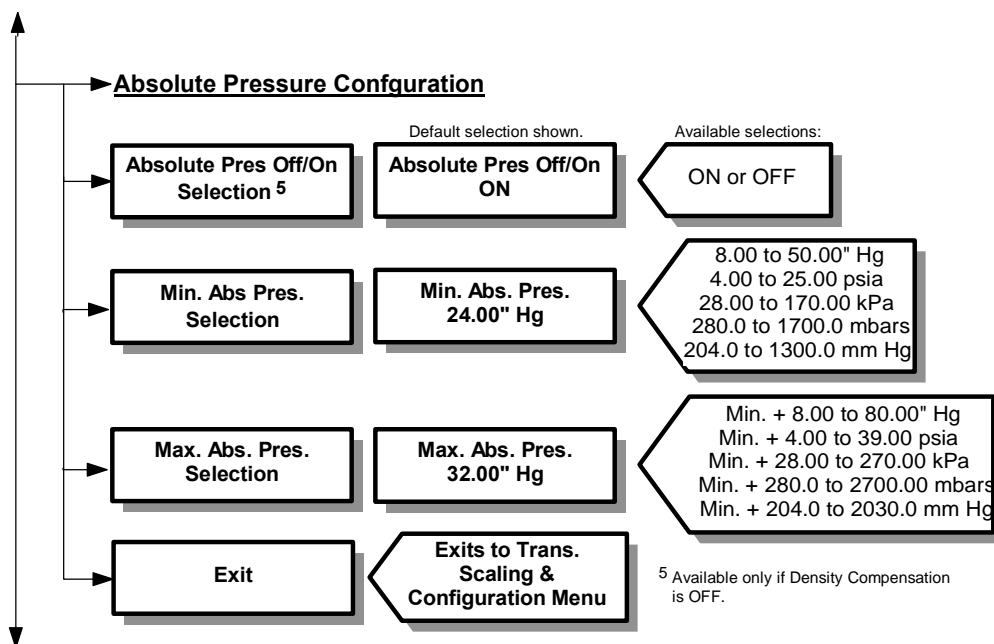 Absolute Pressure Confguration
Default selection shown.
Available selections:
Absolute Pres Off/On
Selection 5
Absolute Pres Off/On
ON
ON or OFF
Min. Abs Pres.
Selection
Min. Abs. Pres.
24.00" Hg
8.00 to 50.00" Hg
4.00 to 25.00 psia
28.00 to 170.00 kPa
280.0 to 1700.0 mbars
204.0 to 1300.0 mm Hg
Max. Abs. Pres.
Selection
Max. Abs. Pres.
32.00" Hg
Min. + 8.00 to 80.00" Hg
Min. + 4.00 to 39.00 psia
Min. + 28.00 to 270.00 kPa
Min. + 280.0 to 2700.00 mbars
Min. + 204.0 to 2030.0 mm Hg
Exit
Exits to Trans.
Scaling &
Configuration Menu
5 Available only if Density Compensation
is OFF.